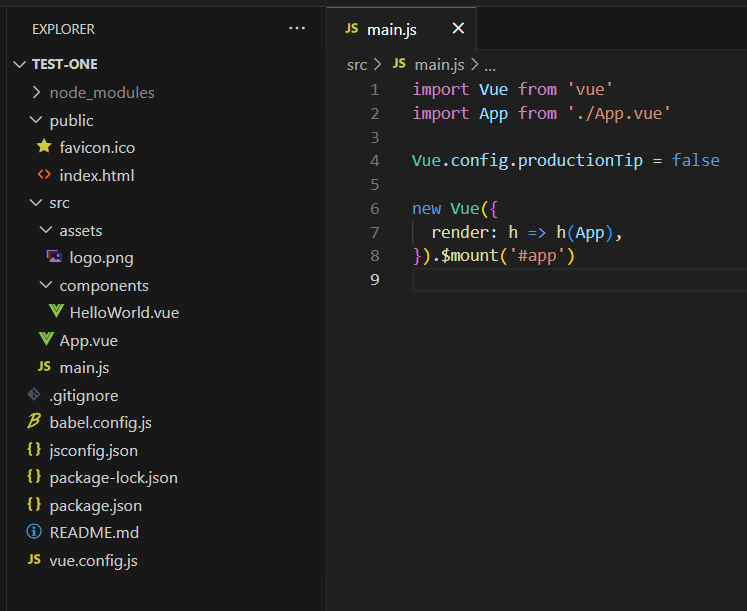 EXPLORER ...
TEST-ONE
node_modules
public
favicon.ico
index.html
src
assets
logo.png
components
HelloWorld.vue
App.vue
JS main.js
.gitignore
babel.config.js
{} jsconfig.json
{} package-lock.json
{} package.json
README.md
JS vue.config.js
JS main.js
src > JS main.js > ...
1 import Vue from 'vue'
2 import App from './App.vue'
3
4 Vue.config.productionTip = false
5
6 new Vue({
7 render: h => h(App),
8 }).$mount('#app')
9